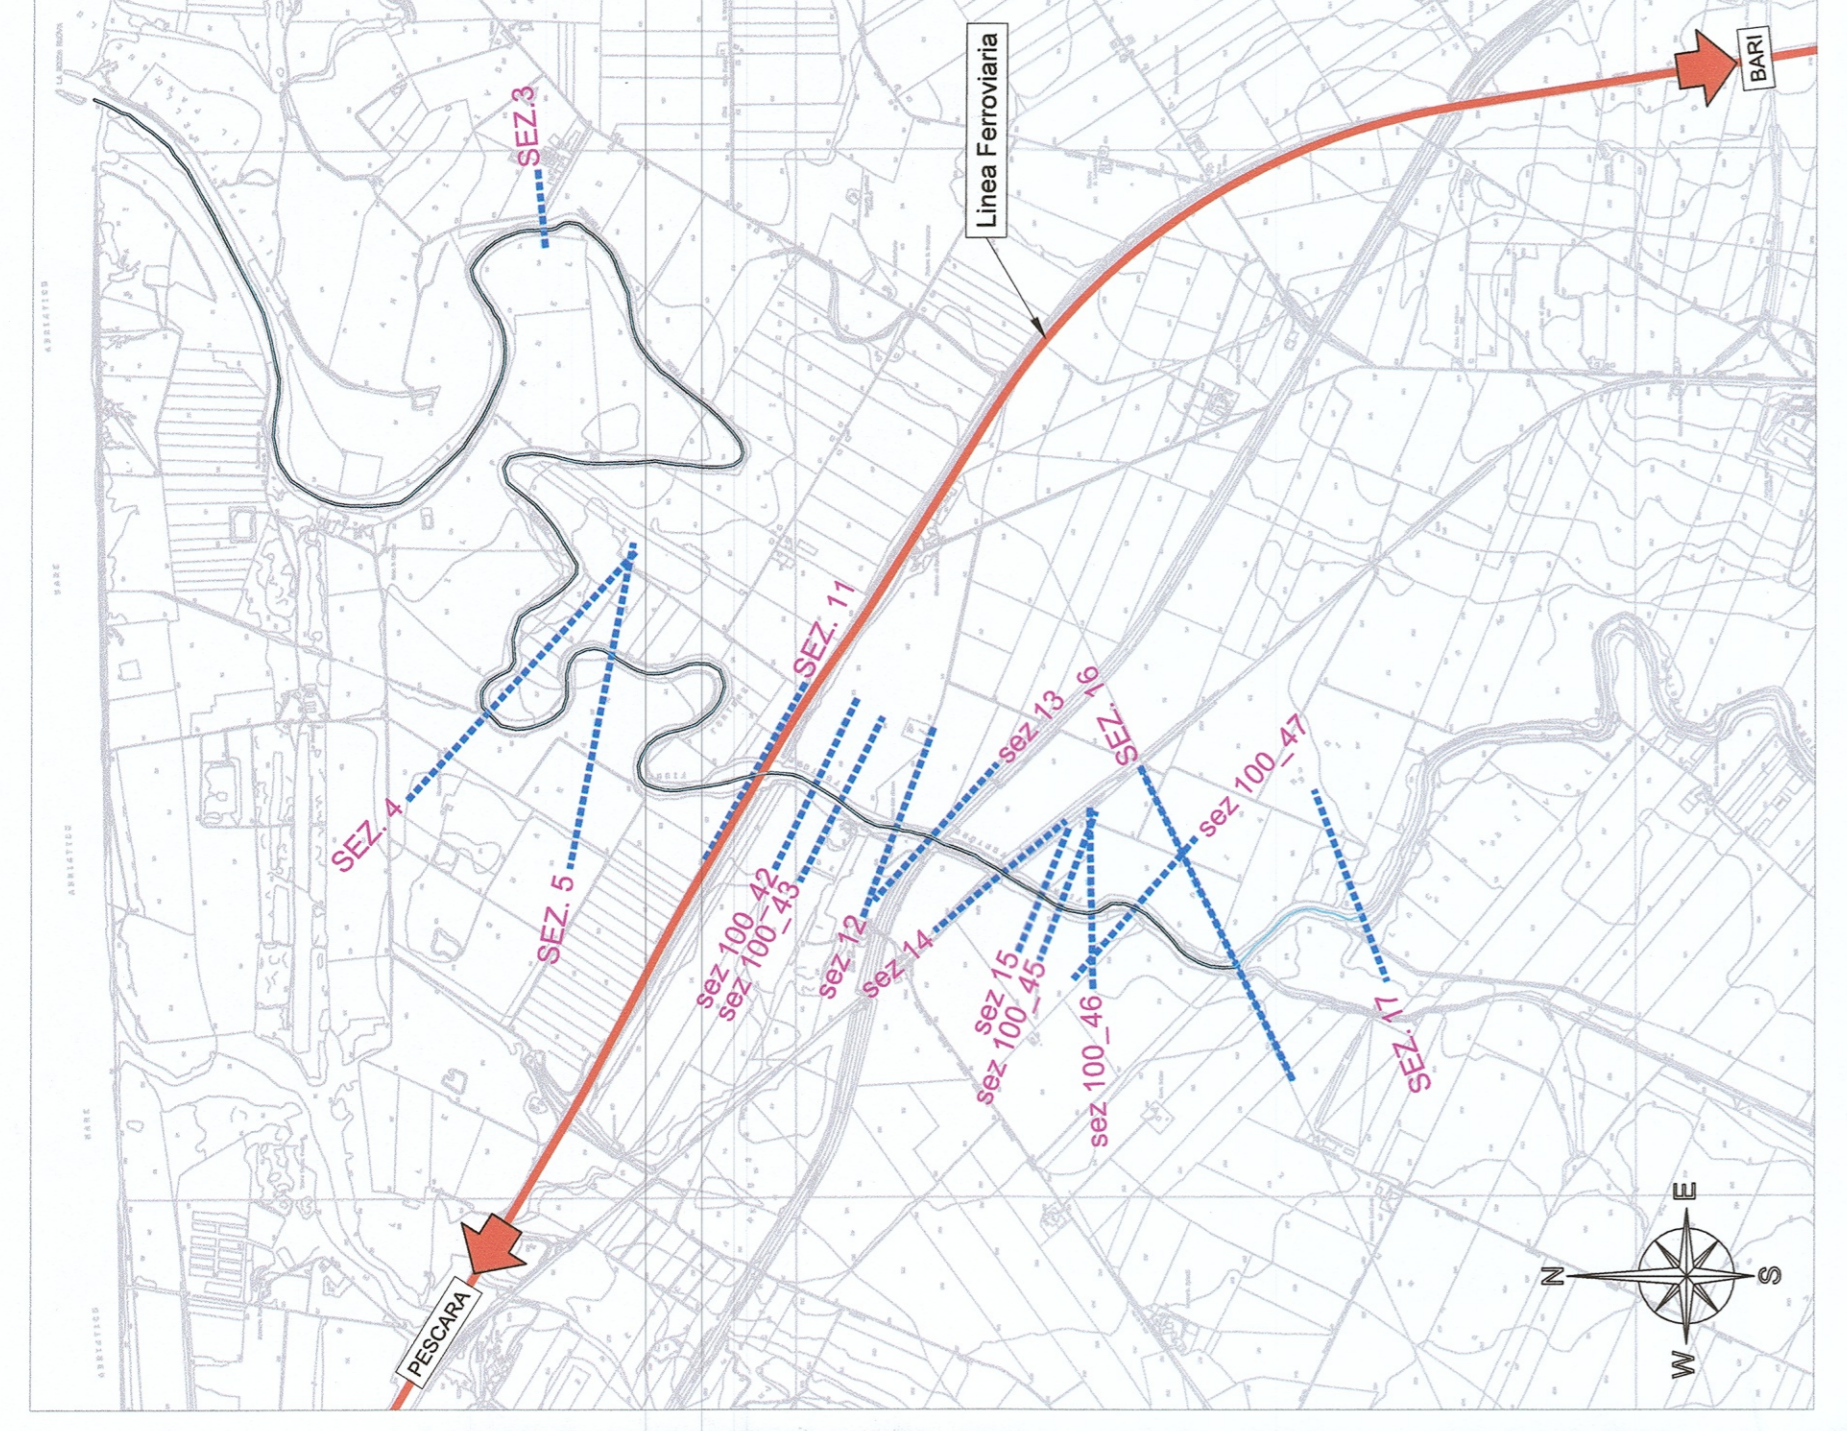 SEZ.3
Linea Ferroviaria
BARI
SEZ. 4
SEZ. 5
SEZ. 11
sez 100_42
sez 100_43
sez 12
sez 13
sez 14
sez 15
sez 100_45
sez 100_46
SEZ. 16
sez 100_47
SEZ. 17
PESCARA
N
E
S
W